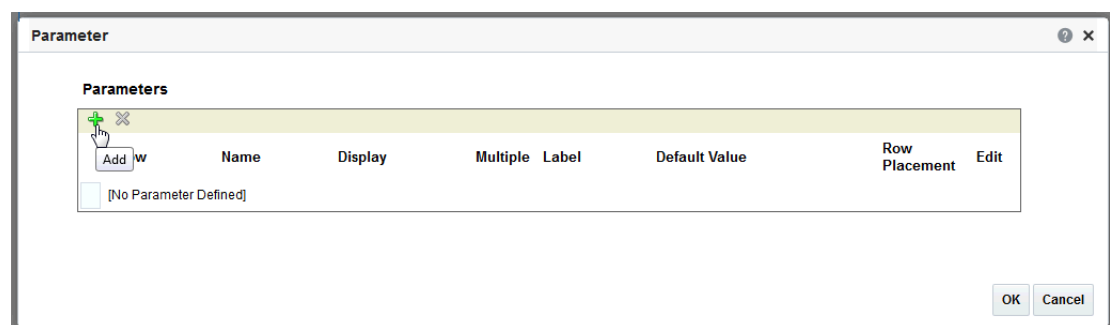 Parameter
Parameters
Add w Name Display Multiple Label Default Value Row Placement Edit
[No Parameter Defined]
OK Cancel